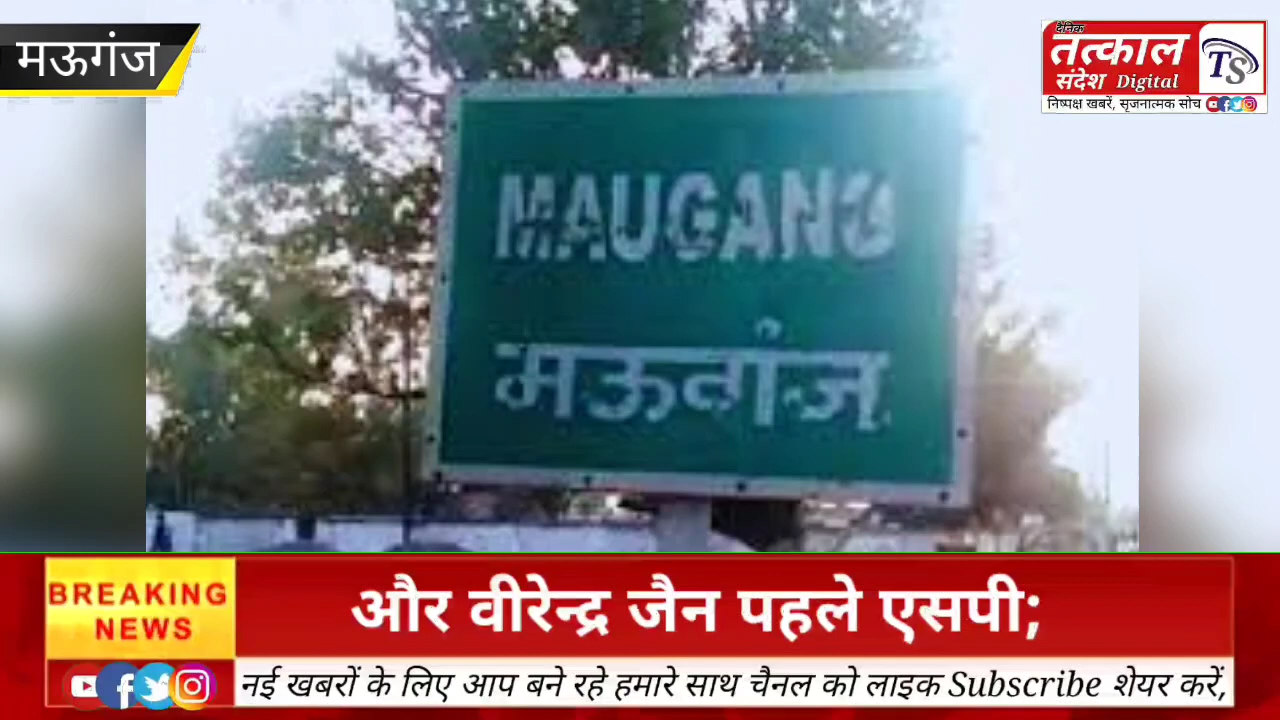 मऊगंज
दैनिक
तत्काल
संदेश Digital
TS
निष्पक्ष खबरें, सृजनात्मक सोच
MAUGANJ
मऊगंज
BREAKING
NEWS
और वीरेन्द्र जैन पहले एसपी;
नई खबरों के लिए आप बने रहे हमारे साथ चैनल को लाइक Subscribe शेयर करें,